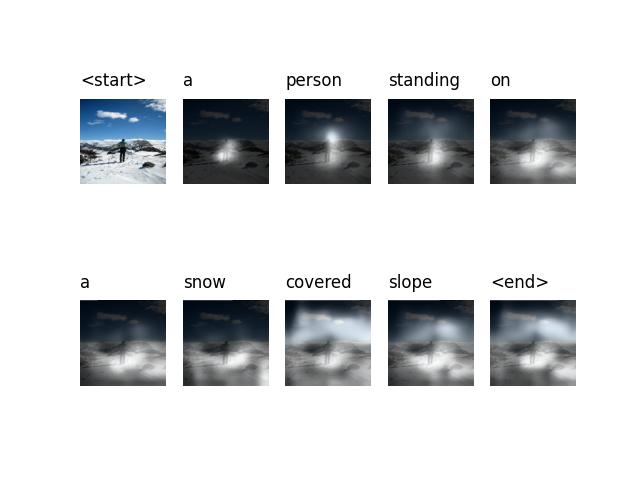 <start> a person standing on
a snow covered slope <end>